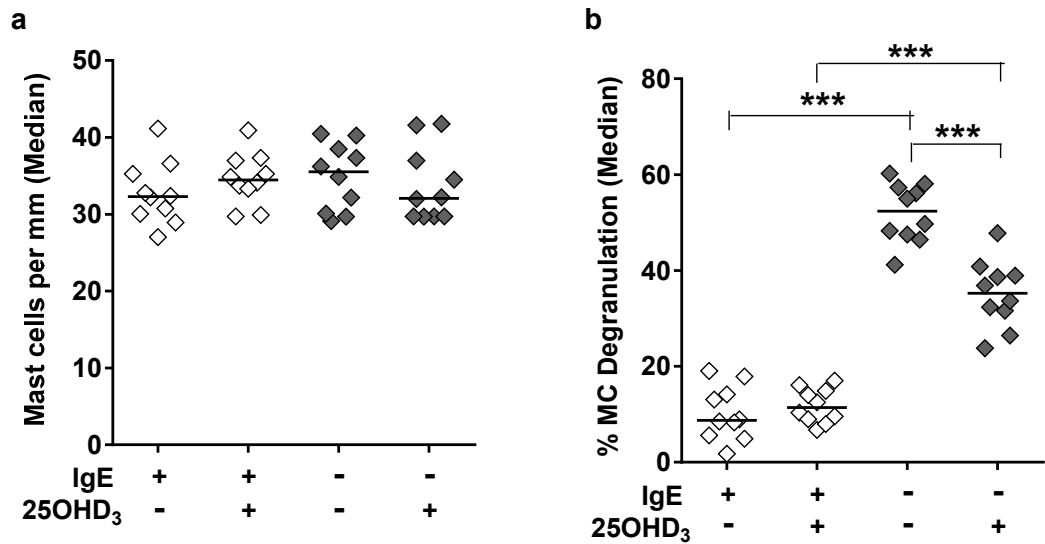 a
Mast cells per mm (Median)
50
40
30
20
10
0
IgE + + - -
25OHD₃ - + - +
b
% MC Degranulation (Median)
80
60
40
20
0
***
***
***
IgE + + - -
25OHD₃ - + - +